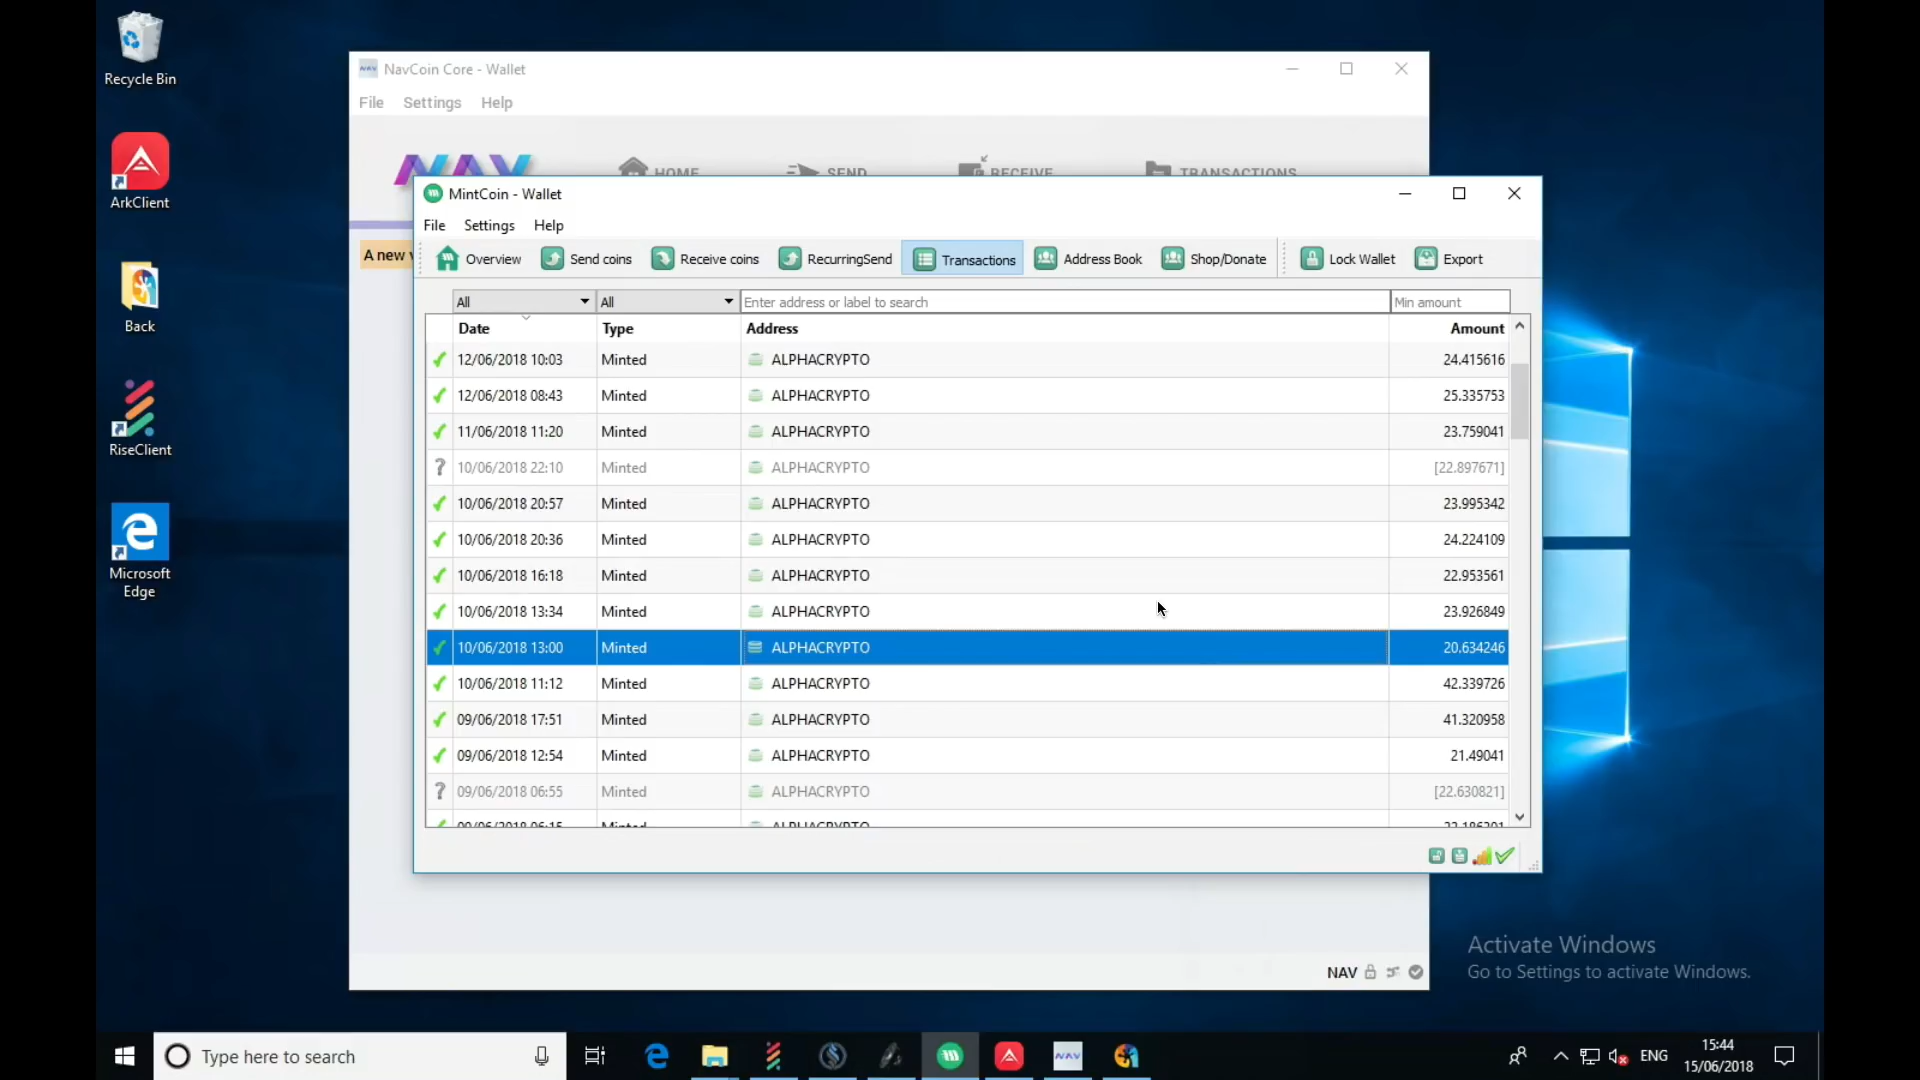 Recycle Bin
ArkClient
Back
RiseClient
Microsoft
Edge
NavCoin Core - Wallet
File Settings Help
NAV HOME SEND RECEIVE TRANSACTIONS
A new
MintCoin - Wallet
File Settings Help
Overview Send coins Receive coins RecurringSend Transactions Address Book Shop/Donate Lock Wallet Export
All All Enter address or label to search Min amount
Date Type Address Amount
12/06/2018 10:03 Minted ALPHACRYPTO 24.415616
12/06/2018 08:43 Minted ALPHACRYPTO 25.335753
11/06/2018 11:20 Minted ALPHACRYPTO 23.759041
? 10/06/2018 22:10 Minted ALPHACRYPTO [22.897671]
10/06/2018 20:57 Minted ALPHACRYPTO 23.995342
10/06/2018 20:36 Minted ALPHACRYPTO 24.224109
10/06/2018 16:18 Minted ALPHACRYPTO 22.953561
10/06/2018 13:34 Minted ALPHACRYPTO 23.926849
10/06/2018 13:00 Minted ALPHACRYPTO 20.634246
10/06/2018 11:12 Minted ALPHACRYPTO 42.339726
09/06/2018 17:51 Minted ALPHACRYPTO 41.320958
09/06/2018 12:54 Minted ALPHACRYPTO 21.49041
? 09/06/2018 06:55 Minted ALPHACRYPTO [22.630821]
09/06/2018 06:15 Minted ALPHACRYPTO
NAV
Activate Windows
Go to Settings to activate Windows.
Type here to search
NAV
ENG
15:44
15/06/2018